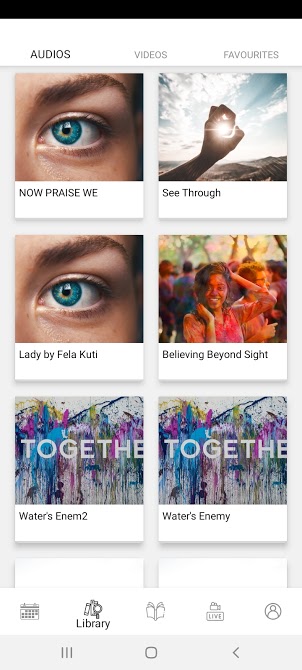 AUDIOS VIDEOS FAVOURITES
NOW PRAISE WE
See Through
Lady by Fela Kuti
Believing Beyond Sight
TOGETHE
TOGETHE
Water's Enem2
Water's Enemy
LIVE
Library